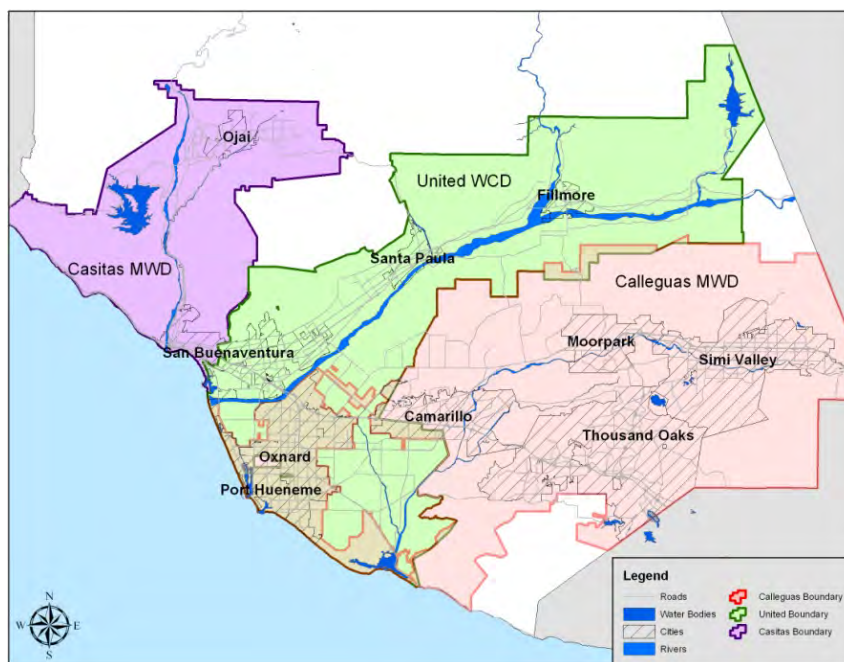 Ojai
United WCD
Fillmore
Santa Paula
Casitas MWD
Calleguas MWD
San Buenaventura
Moorpark
Simi Valley
Camarillo
Thousand Oaks
Oxnard
Port Hueneme
N
W E
S
Legend
Roads
Water Bodies
Cities
Rivers
Calleguas Boundary
United Boundary
Casitas Boundary